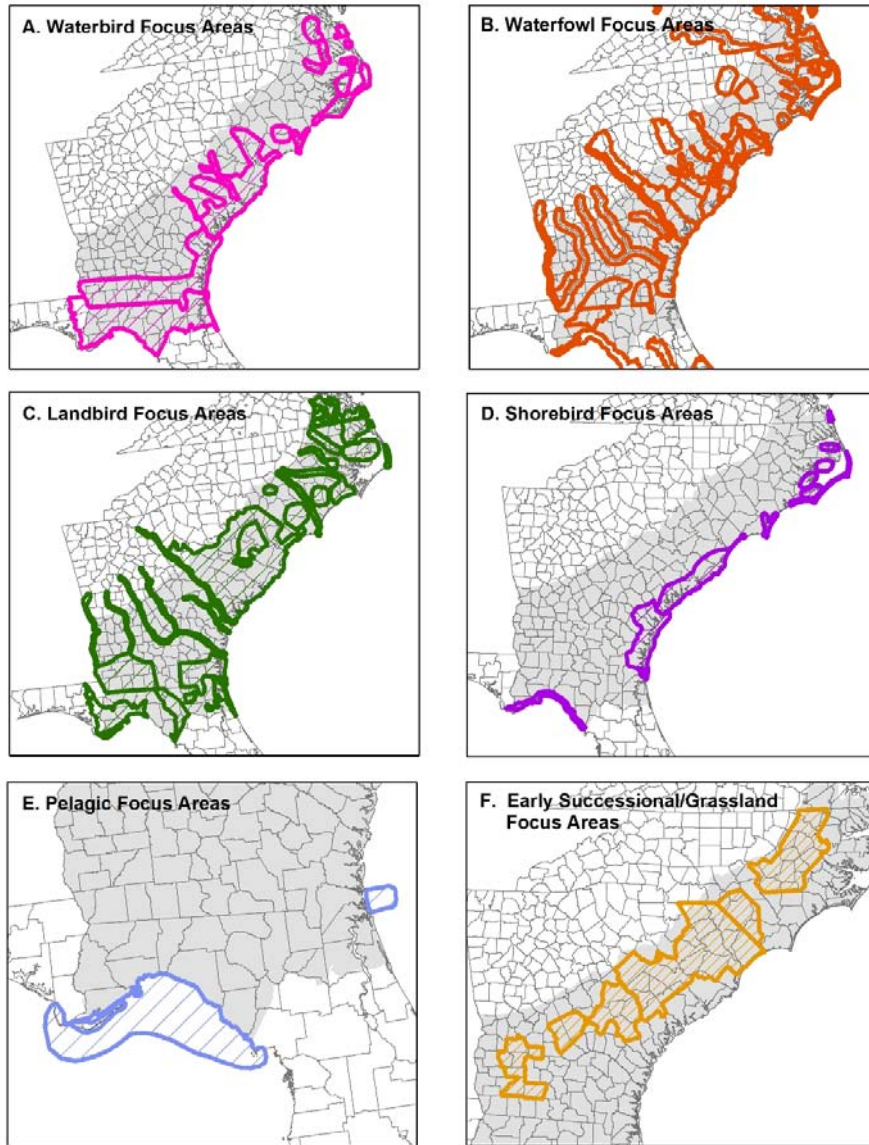 A. Waterbird Focus Areas
B. Waterfowl Focus Areas
C. Landbird Focus Areas
D. Shorebird Focus Areas
E. Pelagic Focus Areas
F. Early Successional/Grassland
Focus Areas